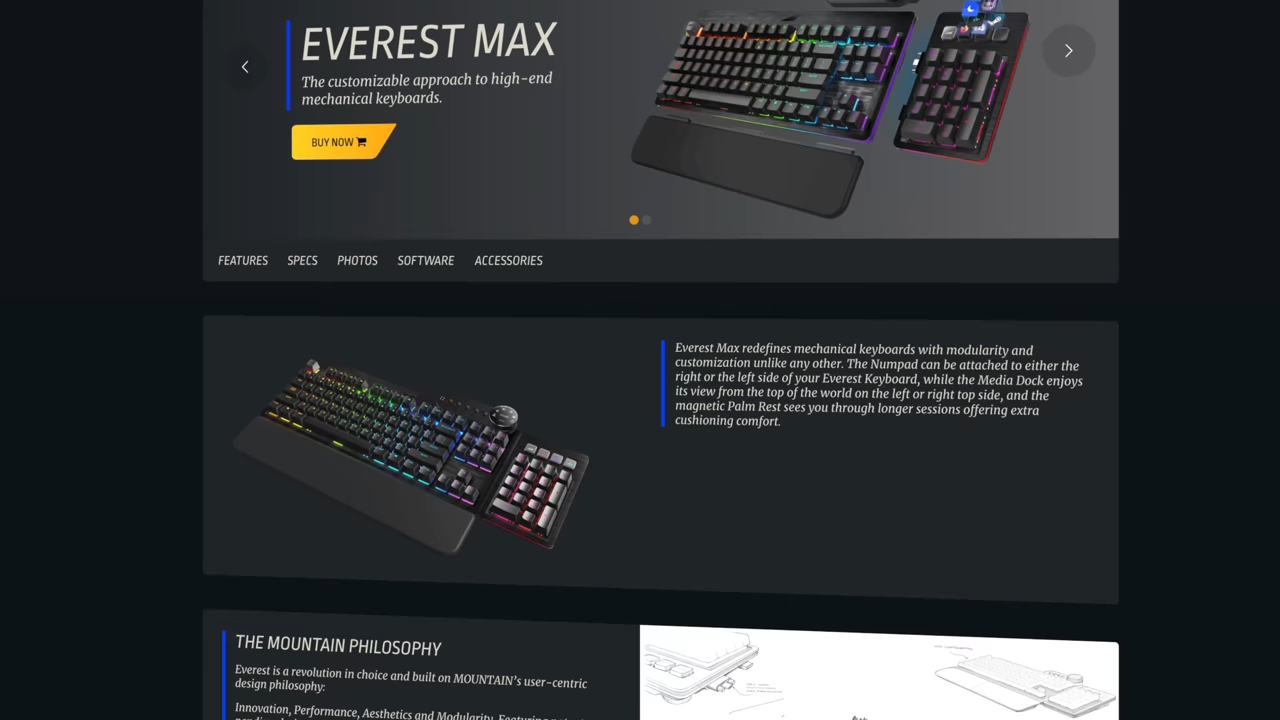 EVEREST MAX
The customizable approach to high-end
mechanical keyboards.
BUY NOW
FEATURES SPECS PHOTOS SOFTWARE ACCESSORIES
Everest Max redefines mechanical keyboards with modularity and
customization unlike any other. The Numpad can be attached to either the
right or the left side of your Everest Keyboard, while the Media Dock enjoys
its view from the top of the world on the left or right top side, and the
magnetic Palm Rest sees you through longer sessions offering extra
cushioning comfort.
THE MOUNTAIN PHILOSOPHY
Everest is a revolution in choice and built on MOUNTAIN's user-centric
design philosophy:
Innovation, Performance, Aesthetics and Modularity. Featuring